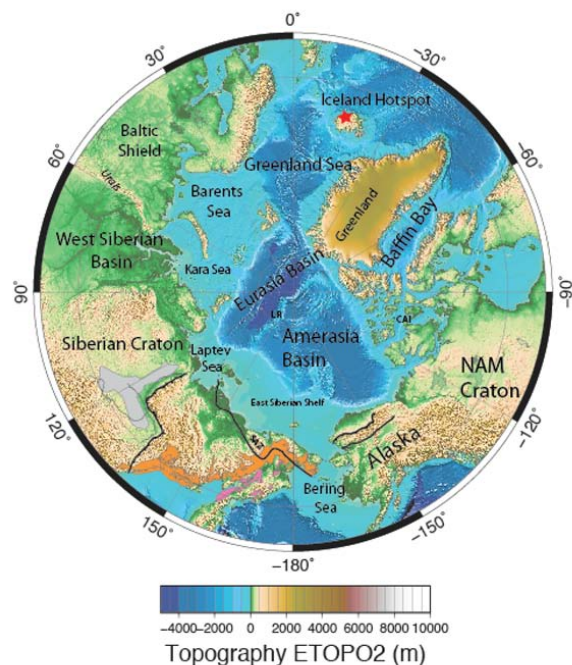 0°
30°
−30°
Iceland Hotspot
Baltic
Shield
60°
−60°
Greenland Sea
Urals
Barents
Sea
Greenland
Baffin Bay
West Siberian
Basin
Kara Sea
Eurasia Basin
90°
−90°
LR
CAI
Siberian Craton
Amerasia
Basin
Laptev
Sea
NAM
Craton
East Siberian Shelf
120°
−120°
Alaska
Bering
Sea
150°
−150°
−180°
−4000 −2000 0 2000 4000 6000 8000 10000
Topography ETOPO2 (m)